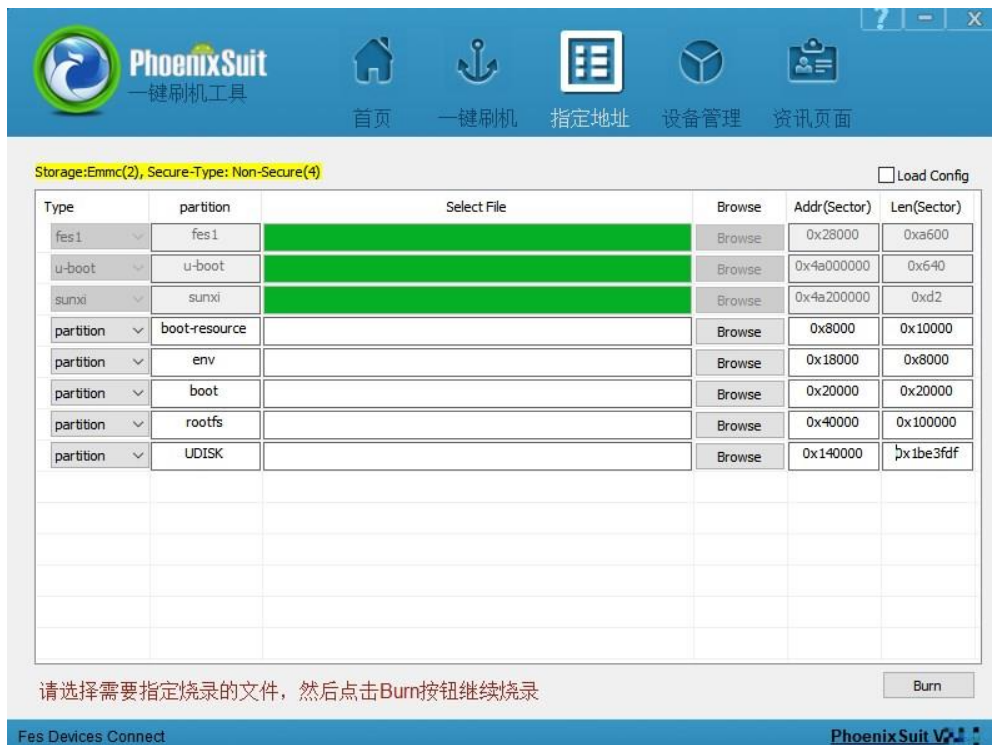 ? — X
PhoenixSuit
一键刷机工具
首页 一键刷机 指定地址 设备管理 资讯页面
Storage:Emmc(2), Secure-Type: Non-Secure(4)
Load Config
Type partition Select File Browse Addr(Sector) Len(Sector)
fes1 fes1 Browse 0x28000 0xa600
u-boot u-boot Browse 0x4a000000 0x640
sunxi sunxi Browse 0x4a200000 0xd2
partition boot-resource Browse 0x8000 0x10000
partition env Browse 0x18000 0x8000
partition boot Browse 0x20000 0x20000
partition rootfs Browse 0x40000 0x100000
partition UDISK Browse 0x140000 0x1be3fdf
请选择需要指定烧录的文件，然后点击Burn按钮继续烧录
Burn
Fes Devices Connect
PhoenixSuit